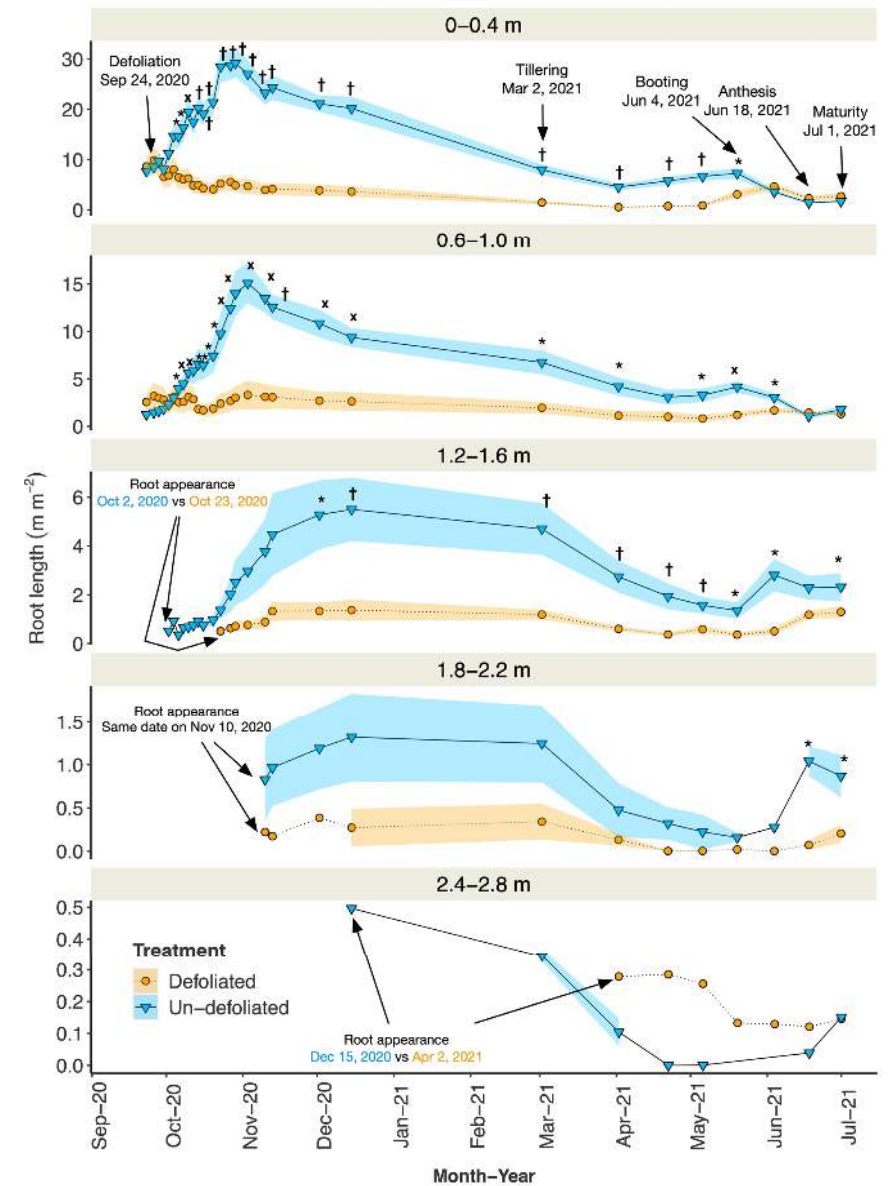 0–0.4 m
30
20
10
0
Defoliation
Sep 24, 2020
Tillering
Mar 2, 2021
Booting
Jun 4, 2021
Anthesis
Jun 18, 2021
Maturity
Jul 1, 2021
0.6–1.0 m
15
10
5
0
1.2–1.6 m
6
4
2
0
Root appearance
Oct 2, 2020 vs Oct 23, 2020
Root length (m m⁻²)
1.8–2.2 m
1.5
1.0
0.5
0.0
Root appearance
Same date on Nov 10, 2020
2.4–2.8 m
0.5
0.4
0.3
0.2
0.1
0.0
Treatment
Defoliated
Un–defoliated
Root appearance
Dec 15, 2020 vs Apr 2, 2021
Sep–20
Oct–20
Nov–20
Dec–20
Jan–21
Feb–21
Mar–21
Apr–21
May–21
Jun–21
Jul–21
Month–Year